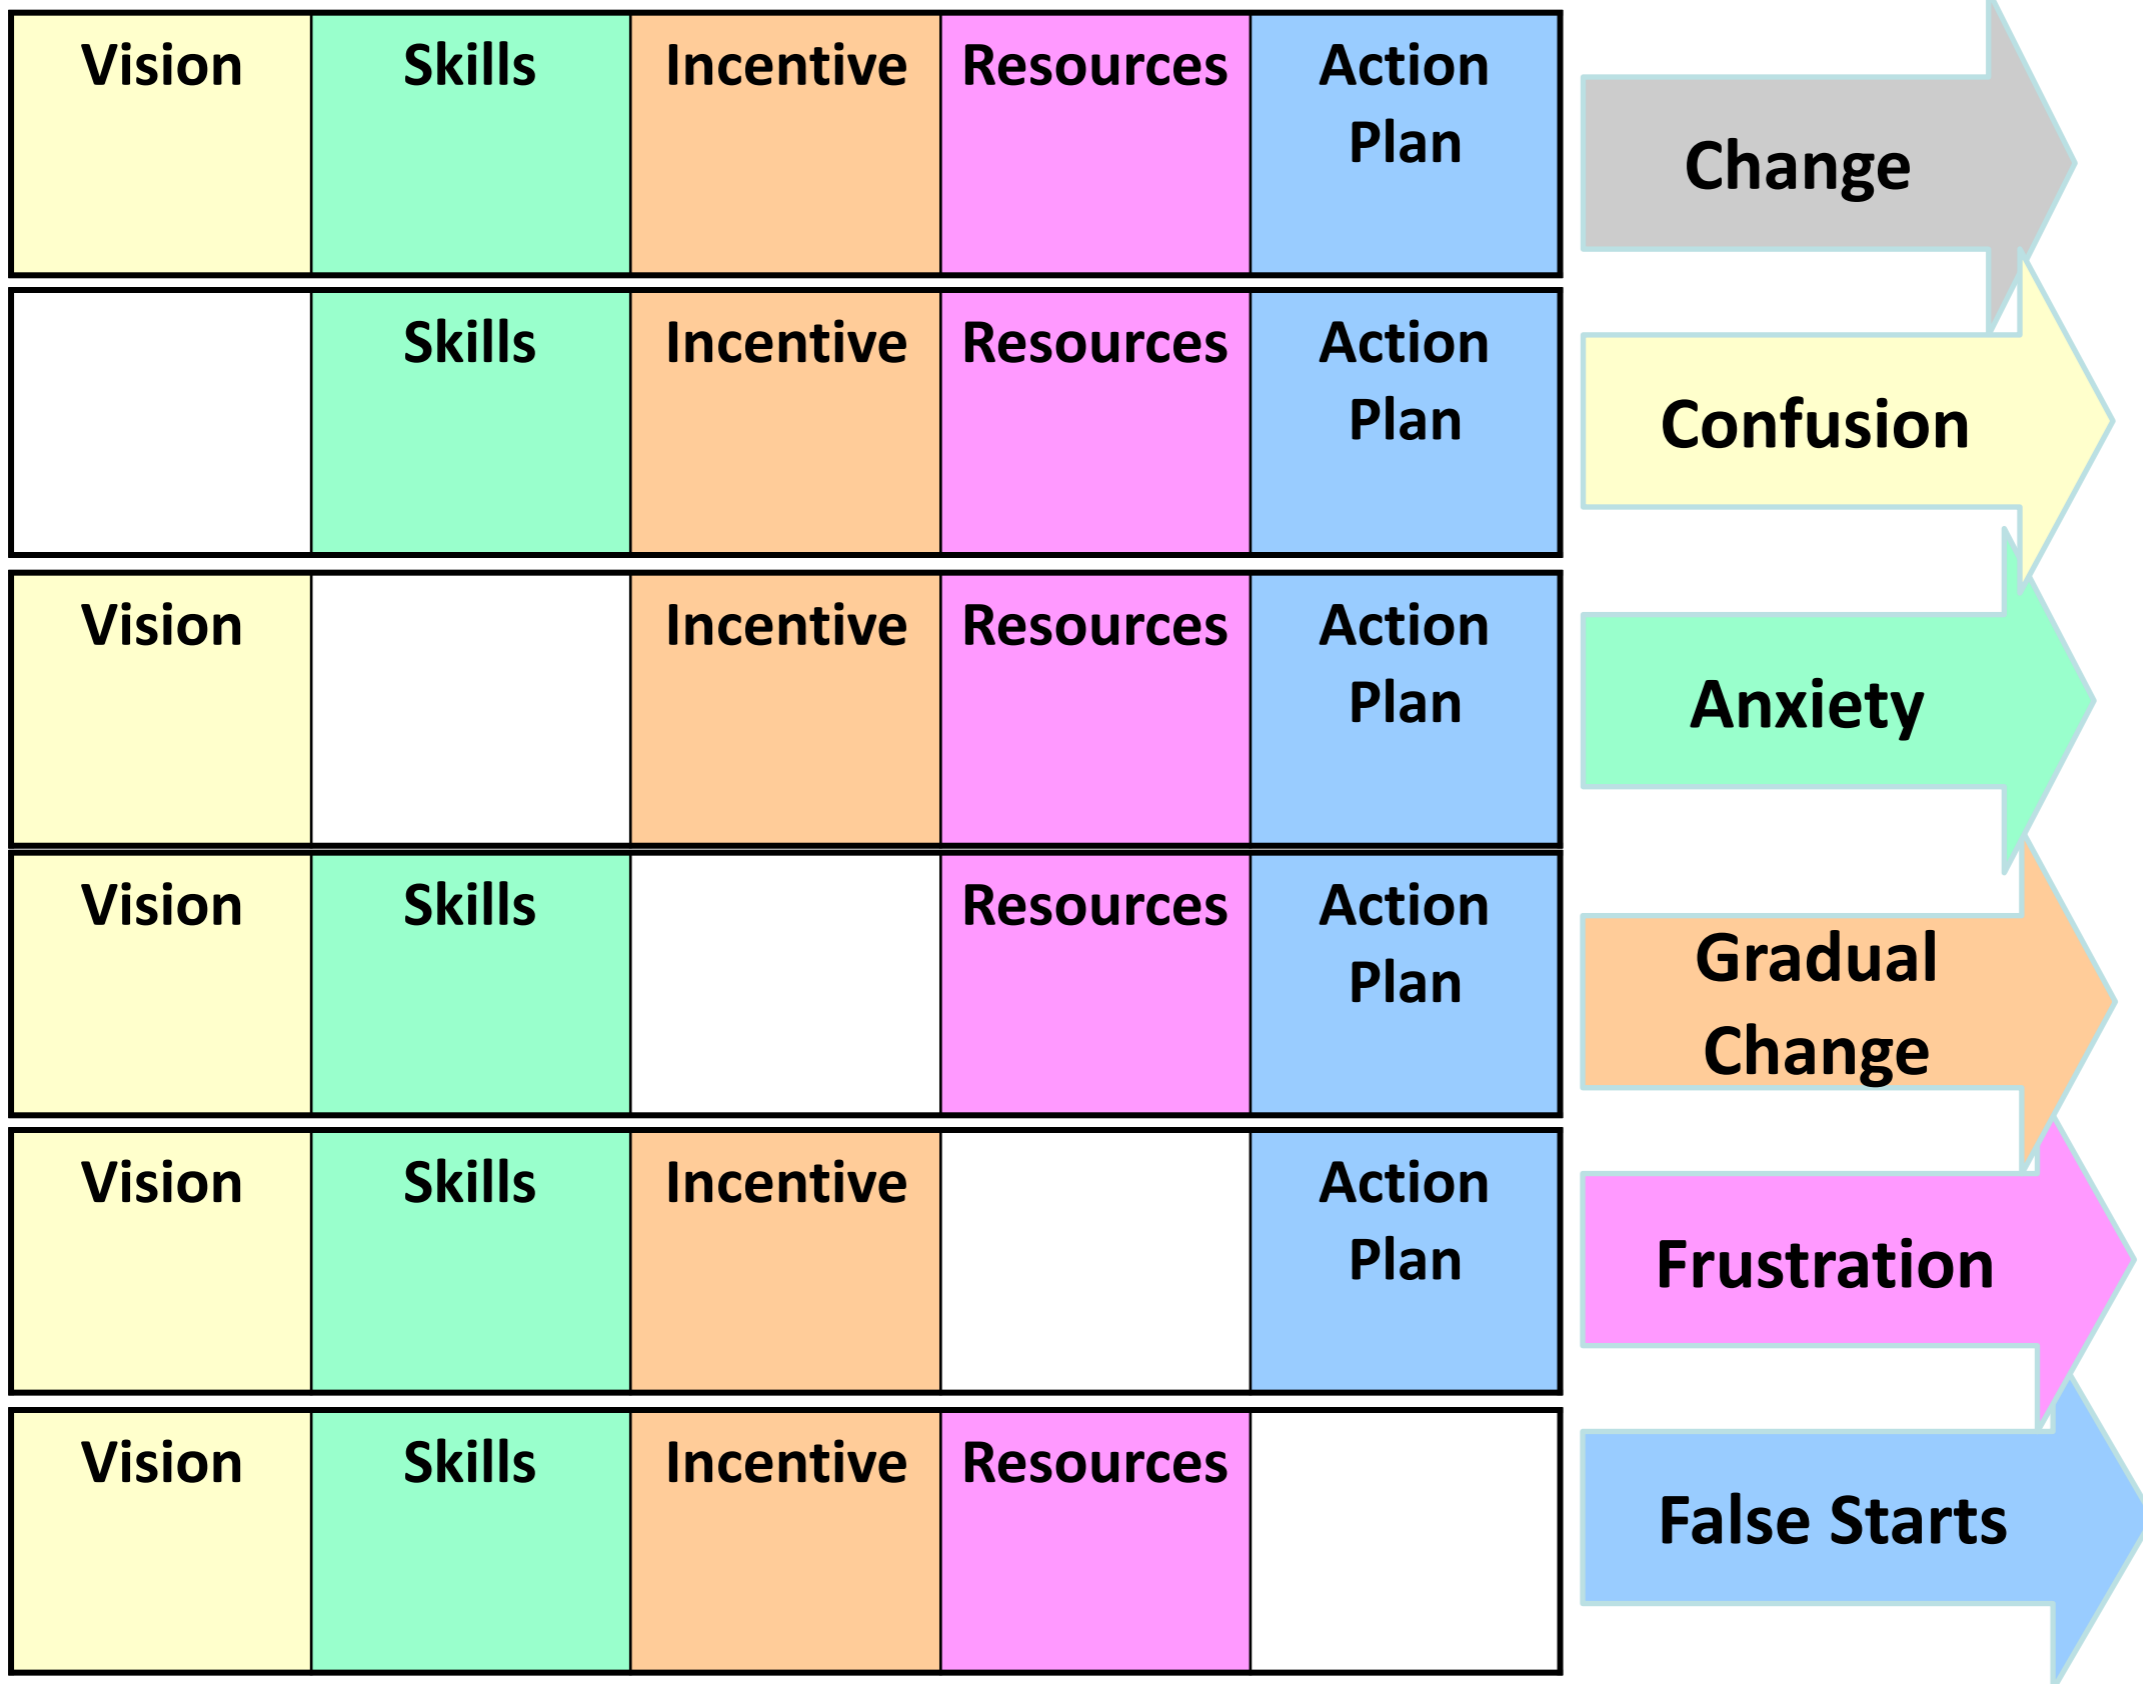 Vision Skills Incentive Resources Action
Plan
Change
Skills Incentive Resources Action
Plan
Confusion
Vision Incentive Resources Action
Plan
Anxiety
Vision Skills Resources Action
Plan
Gradual
Change
Vision Skills Incentive Action
Plan
Frustration
Vision Skills Incentive Resources
False Starts